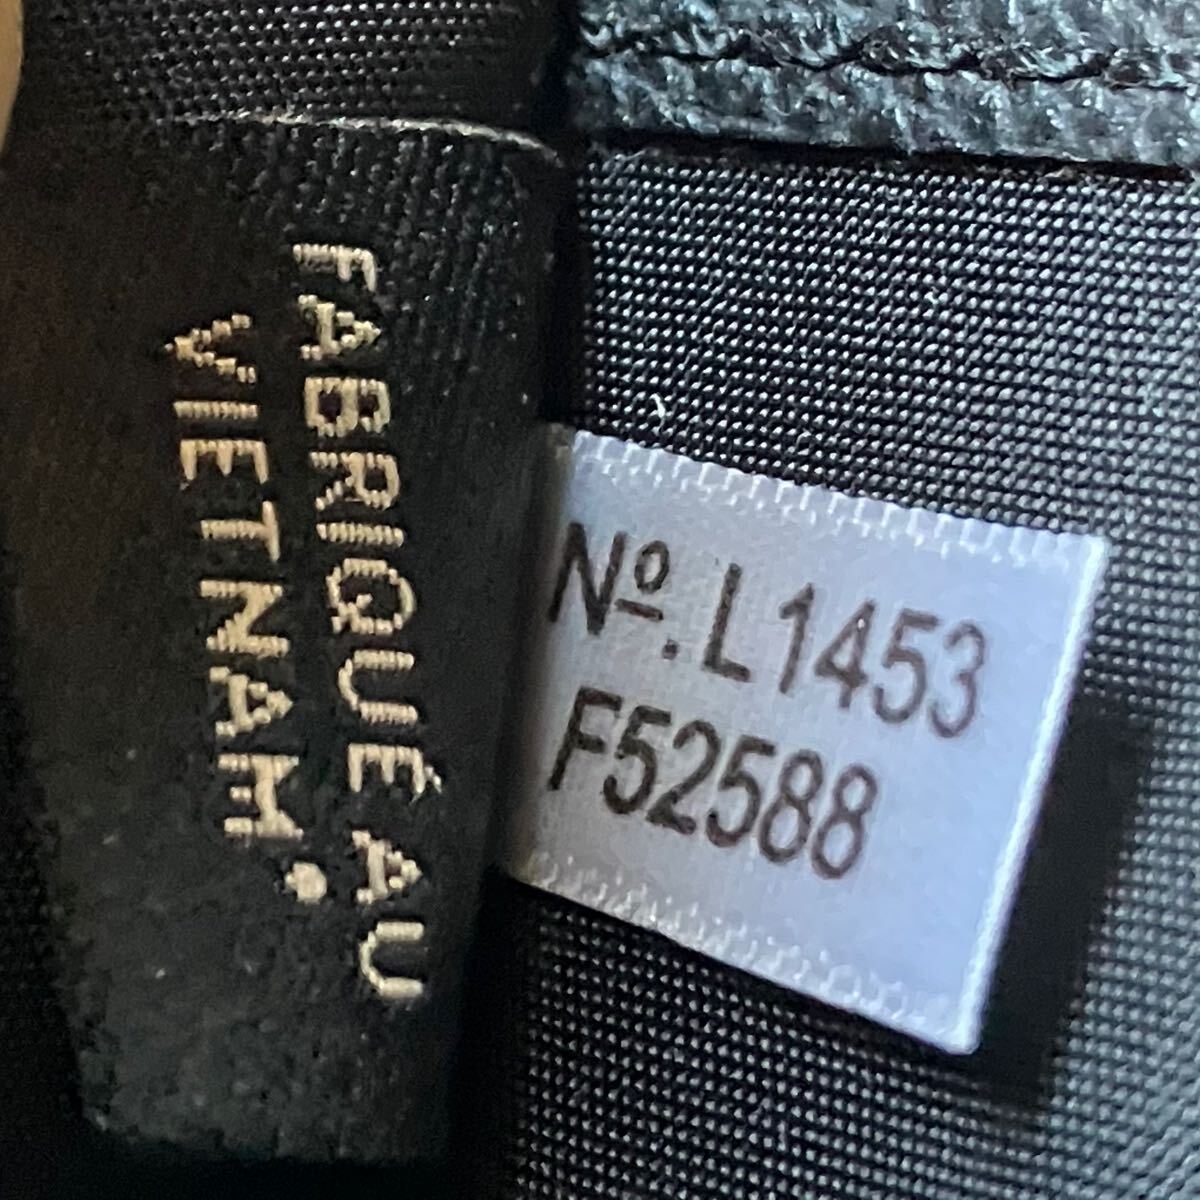 FABRIQUÉ AU
VIETNAM.
Nº.L1453
F52588